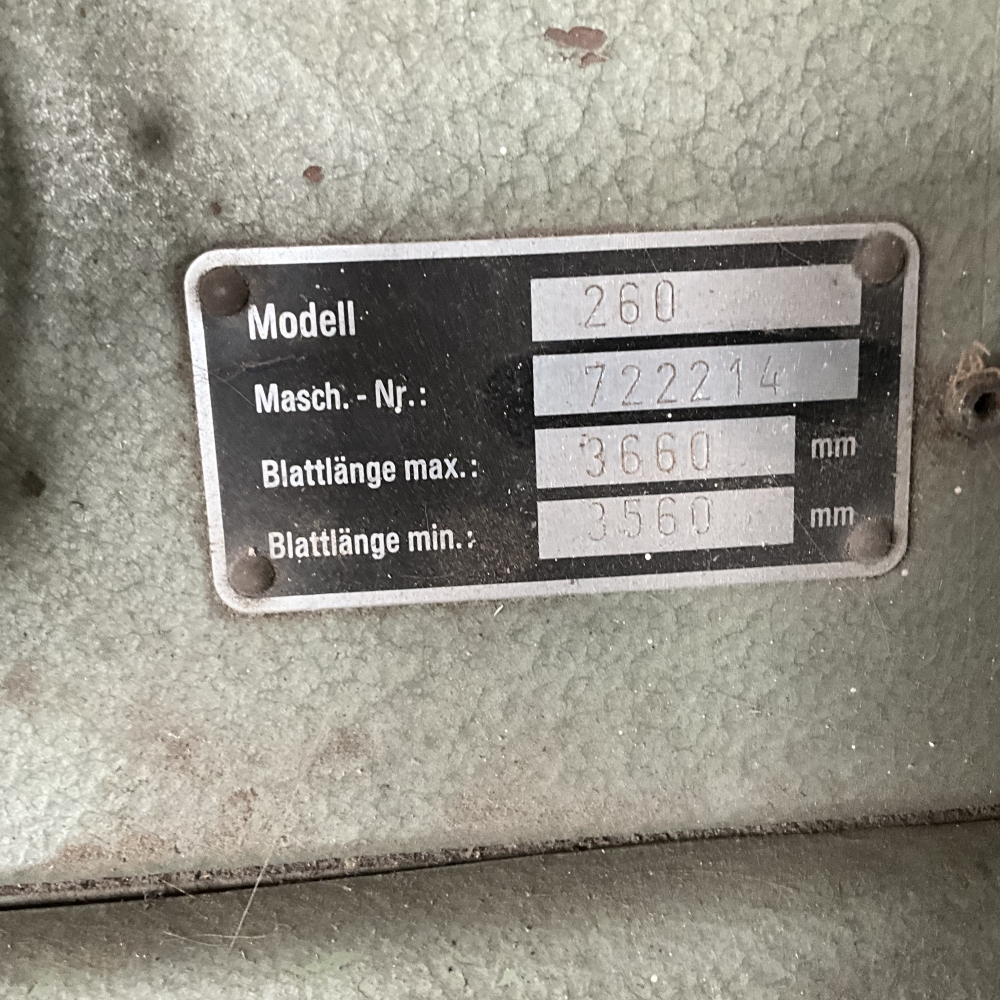 Modell 260
Masch. - Nr.: 722214
Blattlänge max.: 3660 mm
Blattlänge min.: 3560 mm